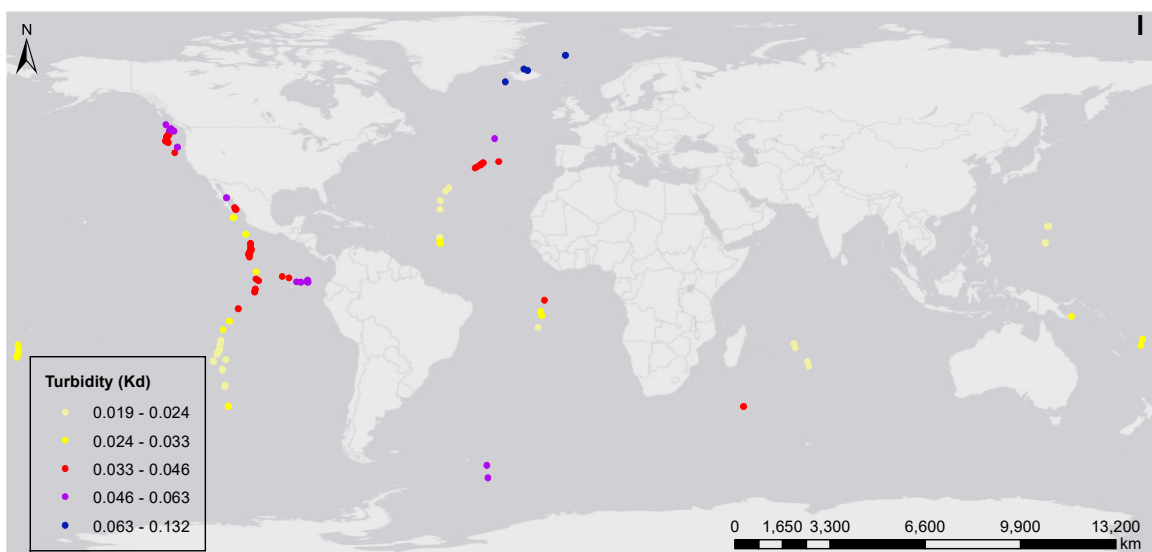 N
I
Turbidity (Kd)
0.019 - 0.024
0.024 - 0.033
0.033 - 0.046
0.046 - 0.063
0.063 - 0.132
0 1,650 3,300 6,600 9,900 13,200
km